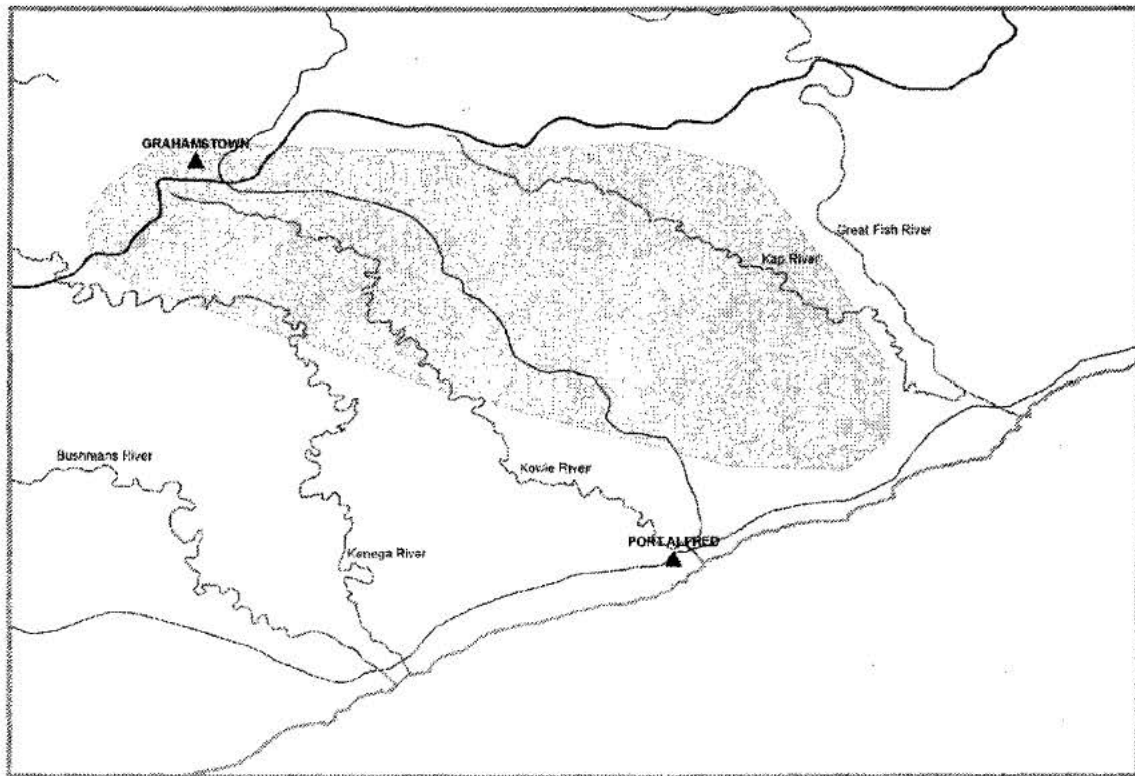 GRAHAMSTOWN
Great Fish River
Kap River
Bushmans River
Kowie River
PORT ALFRED
Kenega River